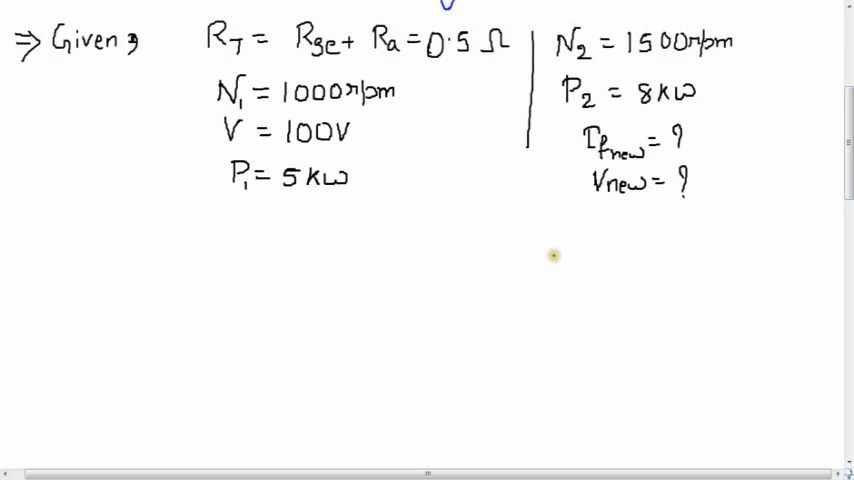 ⇒ Given, R_T = R_se + R_a = 0.5 Ω
N_1 = 1000 rpm
V = 100V
P_1 = 5 kw
N_2 = 1500 rpm
P_2 = 8 kw
I_fnew = ?
Vnew = ?